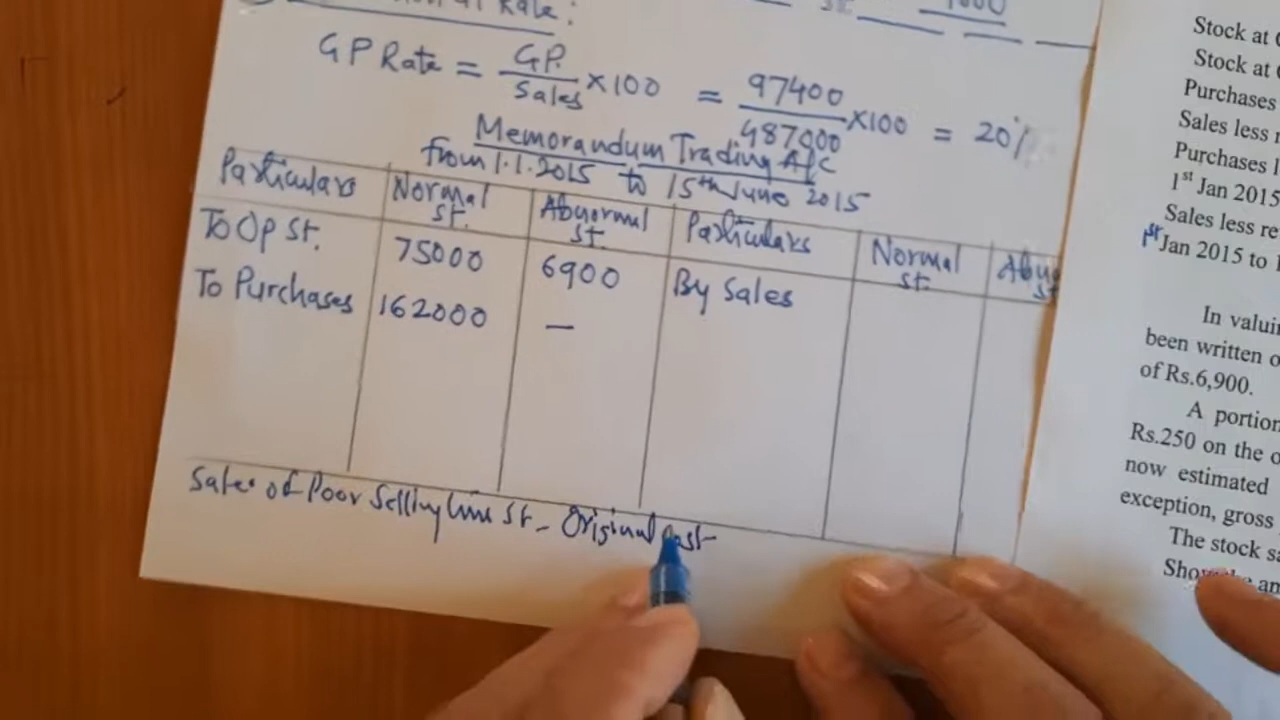 Rate:
GP Rate = GP/Sales ×100 = 97400/487000 ×100 = 20%
Memorandum Trading A/C
from 1.1.2015 to 15th June 2015
Particulars Normal St. Abnormal St. Particulars Normal St.
To Op St. 75000 6900 By Sales
To Purchases 162000 —
Sales of Poor Selling line St - Original Cost
Stock at
Stock at
Purchases
Sales less
Purchases
1st Jan 2015
Sales less re
1st Jan 2015 to
In
been written o
of Rs.6,900.
A portion
Rs.250 on the o
now estimated
exception, gross
The stock sa